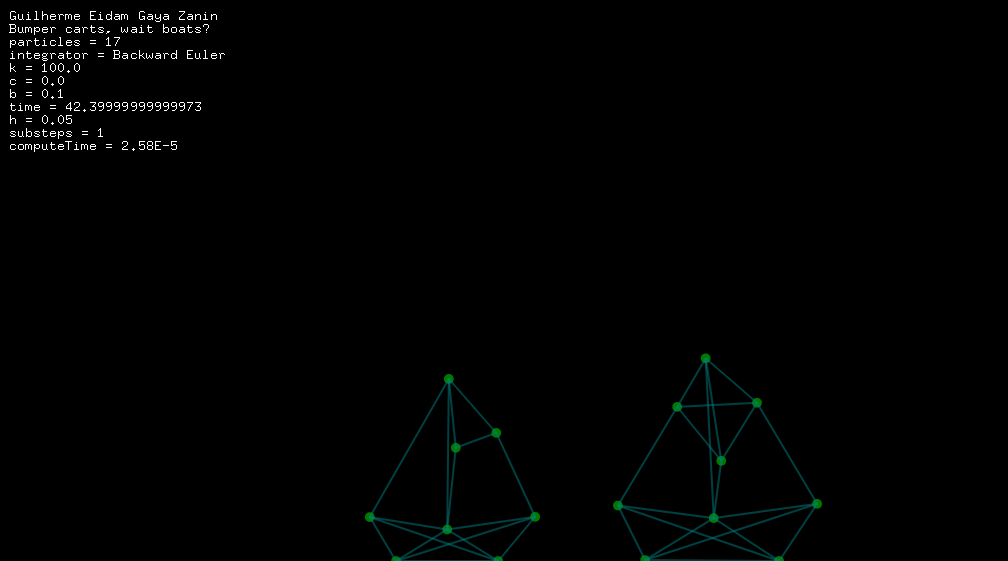 Guilherme Eidam Gaya Zanin
Bumper carts, wait boats?
particles = 17
integrator = Backward Euler
k = 100.0
c = 0.0
b = 0.1
time = 42.39999999999973
h = 0.05
substeps = 1
computeTime = 2.58E-5